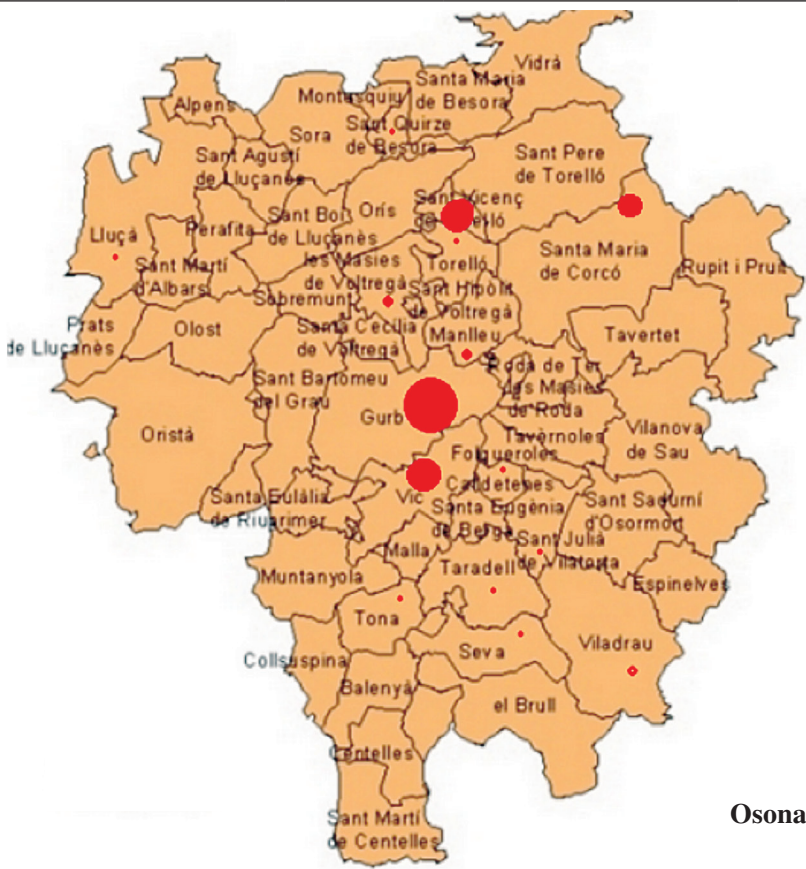 Vidrà
Santa Maria
de Besora
Montesquiu
Alpens
Sora
Sant Quirze
de Besora
Sant Pere
de Torelló
Sant Agustí
de Lluçanès
Sant Vicenç
de Torelló
Orís
Sant Boi
de Lluçanès
Perafita
Lluçà
Santa Maria
de Corcó
Rupit i Pruit
Torelló
les Masies
de Voltregà
Sant Martí
d'Albars
Sant Hipòlit
de Voltregà
Sobremunt
Prats
de Lluçanès
Olost
Santa Cecília
de Voltregà
Manlleu
Tavertet
Roda de Ter
les Masies
de Roda
Sant Bartomeu
del Grau
Gurb
Oristà
Tavèrnoles
Vilanova
de Sau
Folgueroles
Calldetenes
Vic
Santa Eulàlia
de Riuprimer
Santa Eugènia
de Berga
Sant Sadurní
d'Osormort
Sant Julià
de Vilatorta
Malla
Taradell
Muntanyola
Espinelves
Tona
Seva
Viladrau
Collsuspina
Balenyà
el Brull
Centelles
Sant Martí
de Centelles
Osona